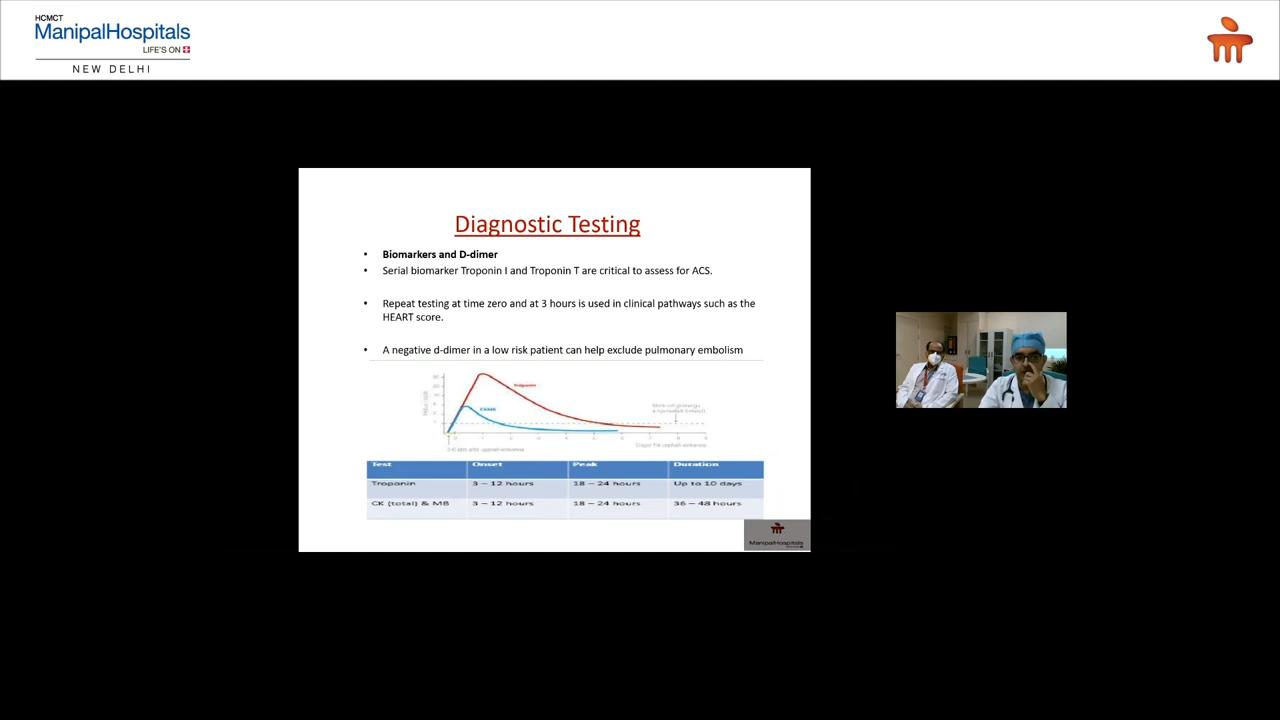 HCMCT
ManipalHospitals
LIFE'S ON
NEW DELHI
Diagnostic Testing
• Biomarkers and D-dimer
• Serial biomarker Troponin I and Troponin T are critical to assess for ACS.
• Repeat testing at time zero and at 3 hours is used in clinical pathways such as the
HEART score.
• A negative d-dimer in a low risk patient can help exclude pulmonary embolism
Troponin
CKMB
Test Onset Peak Duration
Troponin 3 – 12 hours 18 – 24 hours Up to 10 days
CK (total) & MB 3 – 12 hours 18 – 24 hours 36 – 48 hours
ManipalHospitals